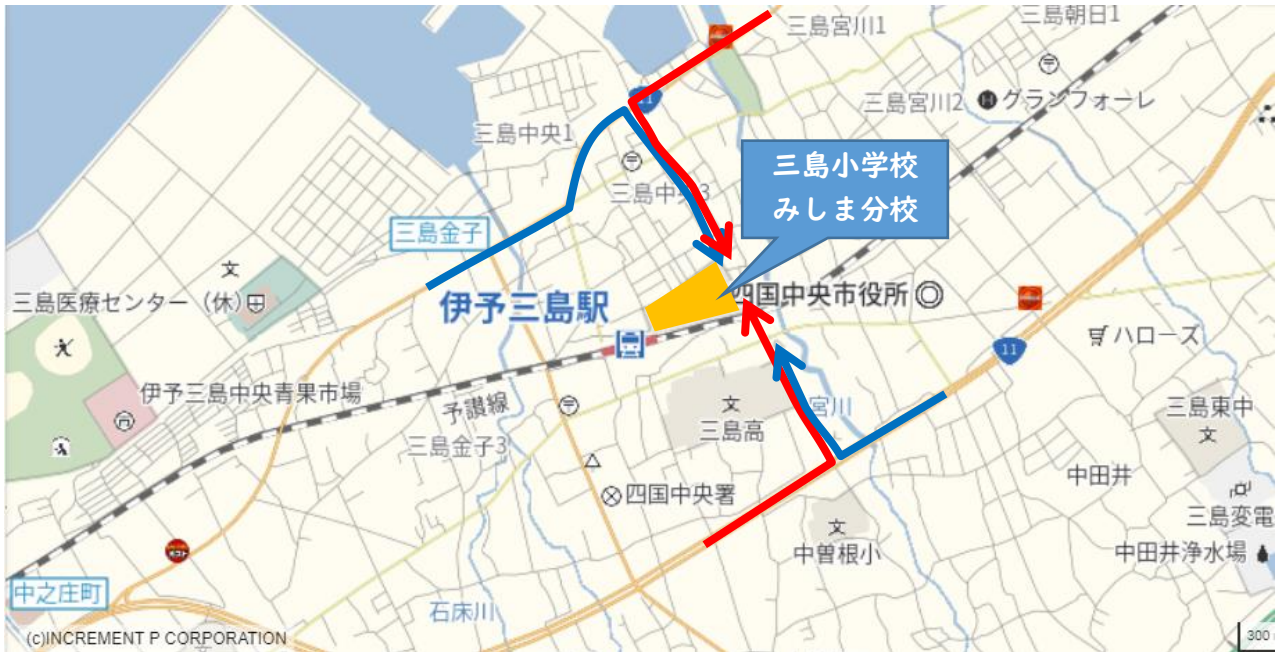 三島宮川1
三島朝日1
11
三島宮川2
グランフォーレ
H
三島中央1
三島中央3
三島小学校
みしま分校
三島金子
文
三島医療センター (休)
伊予三島駅
四国中央市役所
11
ハローズ
伊予三島中央青果市場
予讃線
三島金子3
文
三島高
宮川
三島東中
文
四国中央署
中田井
文
中曽根小
三島変電
中田井浄水場
中之庄町
石床川
(c)INCREMENT P CORPORATION
300